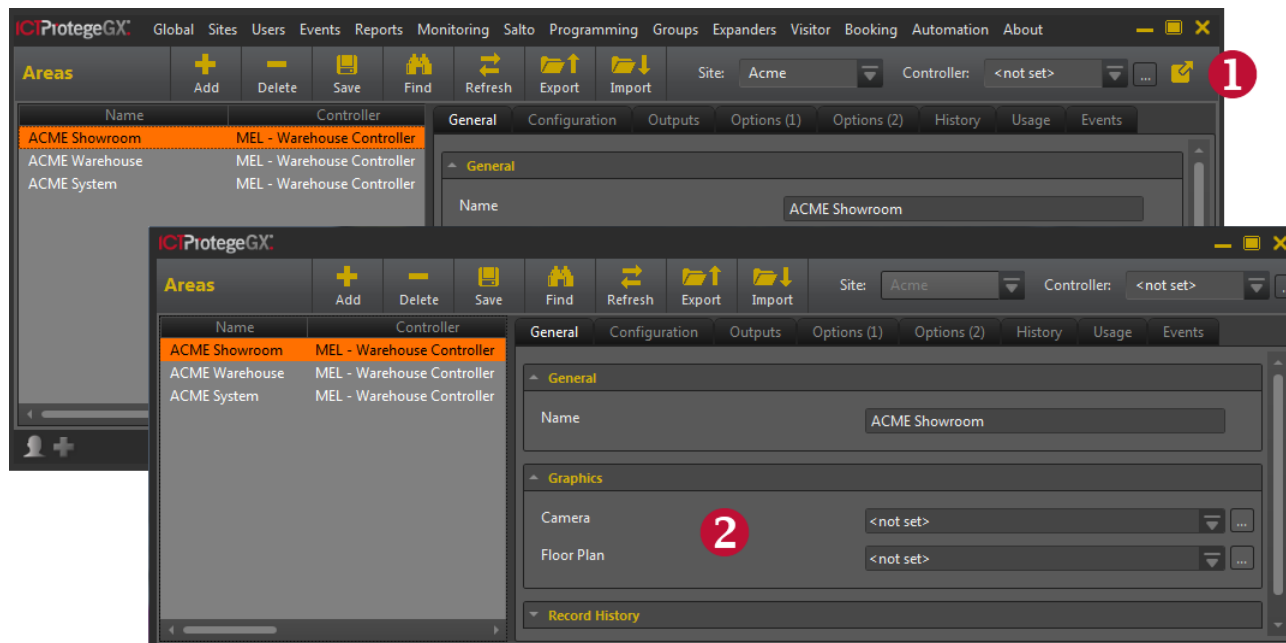 ICTProtegeGX Global Sites Users Events Reports Monitoring Salto Programming Groups Expanders Visitor Booking Automation About
Areas Add Delete Save Find Refresh Export Import Site: Acme Controller: <not set> ... 1
Name Controller General Configuration Outputs Options (1) Options (2) History Usage Events
ACME Showroom MEL - Warehouse Controller
ACME Warehouse MEL - Warehouse Controller General
ACME System MEL - Warehouse Controller
Name ACME Showroom
ICTProtegeGX
Areas Add Delete Save Find Refresh Export Import Site: Acme Controller: <not set>
Name Controller General Configuration Outputs Options (1) Options (2) History Usage Events
ACME Showroom MEL - Warehouse Controller
ACME Warehouse MEL - Warehouse Controller General
ACME System MEL - Warehouse Controller
Name ACME Showroom
Graphics
Camera <not set> ...
2
Floor Plan <not set> ...
Record History